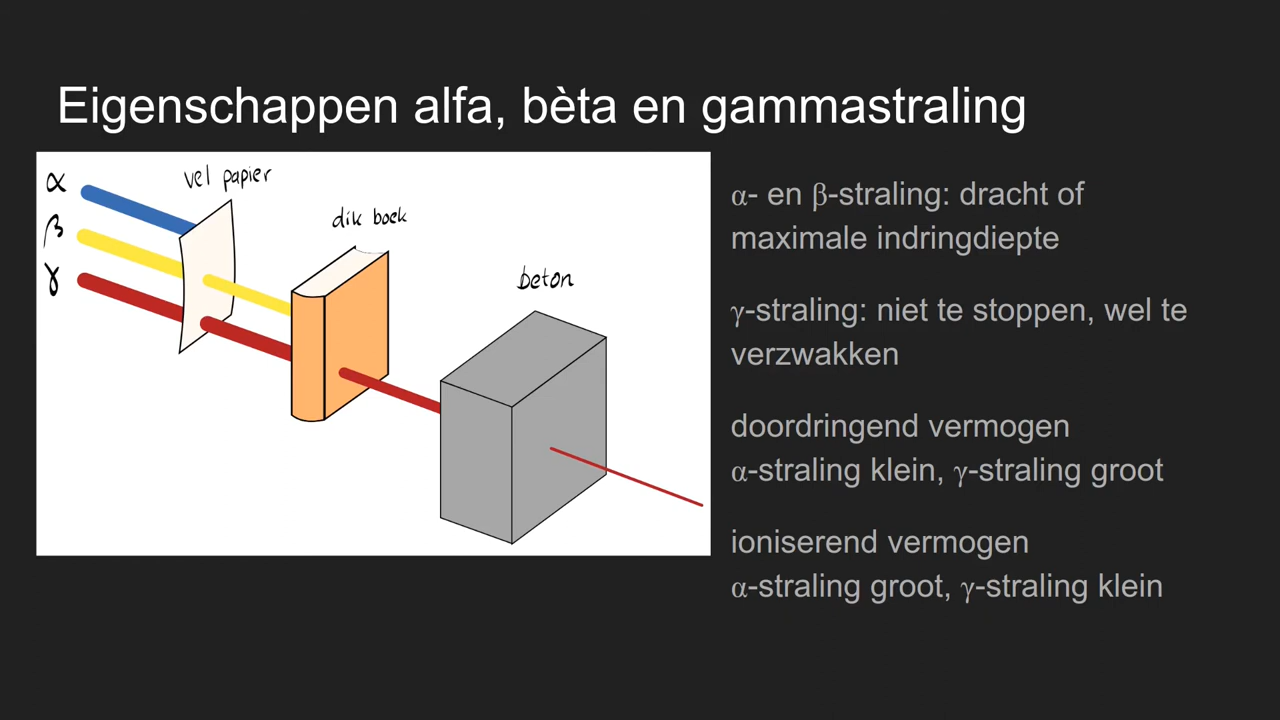 Eigenschappen alfa, bèta en gammastraling
α
β
γ
vel papier
dik boek
beton
α- en β-straling: dracht of
maximale indringdiepte
γ-straling: niet te stoppen, wel te
verzwakken
doordringend vermogen
α-straling klein, γ-straling groot
ioniserend vermogen
α-straling groot, γ-straling klein